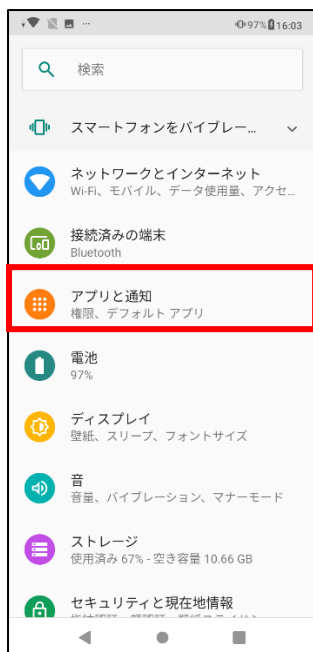 97% 16:03
検索
スマートフォンをバイブレー...
ネットワークとインターネット
Wi-Fi、モバイル、データ使用量、アクセ...
接続済みの端末
Bluetooth
アプリと通知
権限、デフォルト アプリ
電池
97%
ディスプレイ
壁紙、スリープ、フォントサイズ
音
音量、バイブレーション、マナーモード
ストレージ
使用済み 67% - 空き容量 10.66 GB
セキュリティと現在地情報